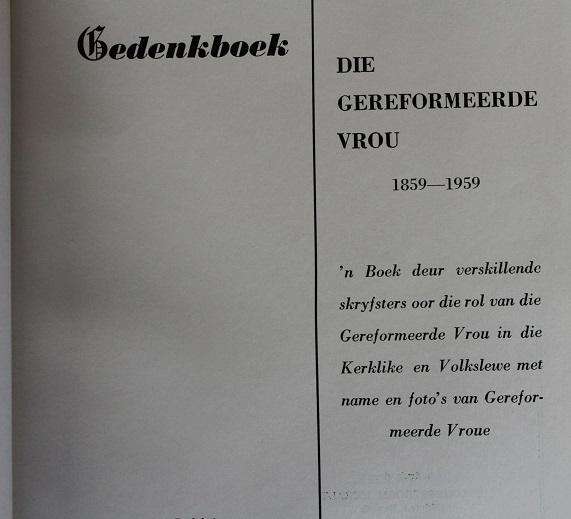 Gedenkboek
DIE
GEREFORMEERDE
VROU
1859—1959
'n Boek deur verskillende
skryfsters oor die rol van die
Gereformeerde Vrou in die
Kerklike en Volkslewe met
name en foto's van Gerefor-
meerde Vroue